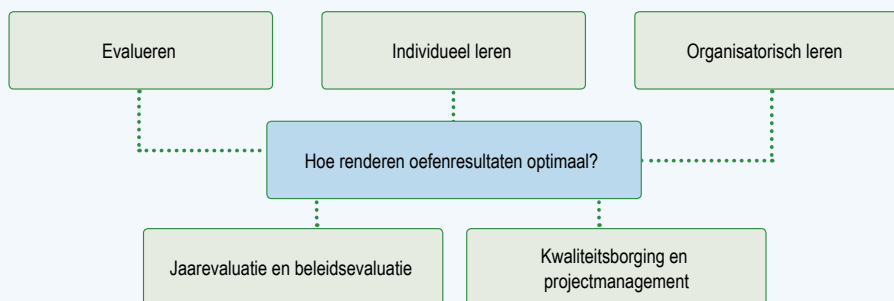 Evalueren
Individueel leren
Organisatorisch leren
Hoe renderen oefenresultaten optimaal?
Jaarevaluatie en beleidsevaluatie
Kwaliteitsborging en
projectmanagement